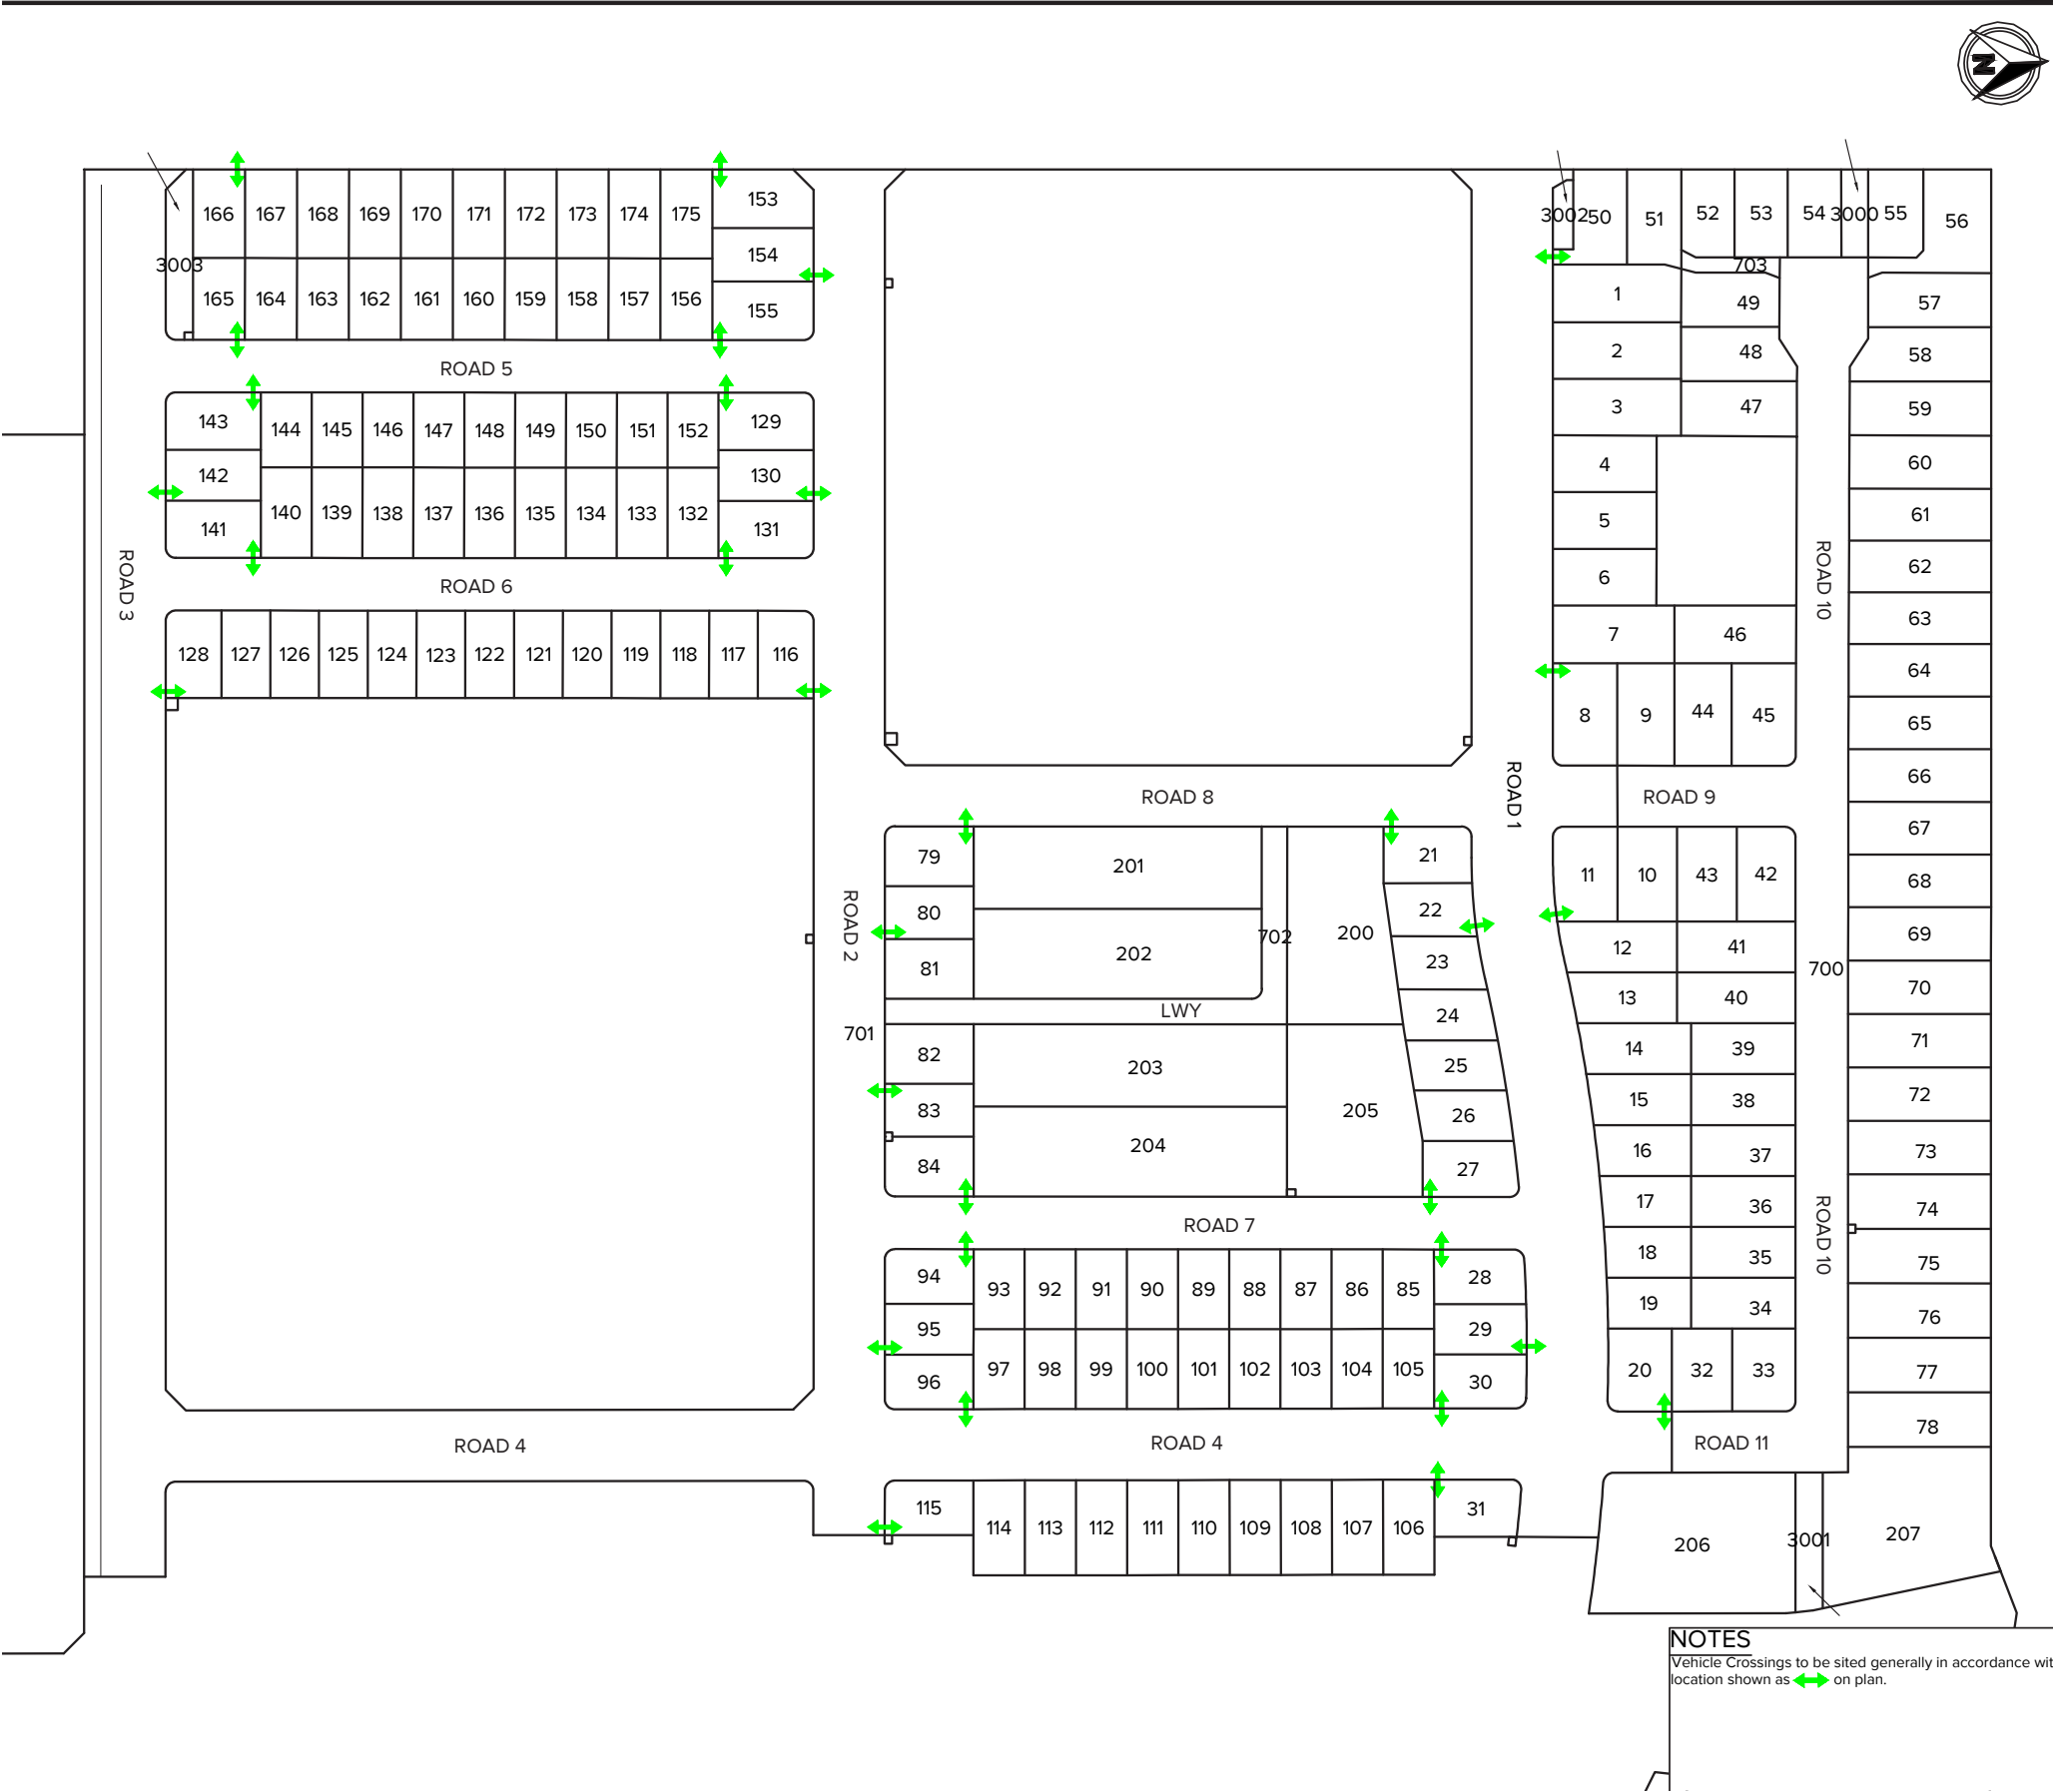 N
166 167 168 169 170 171 172 173 174 175 153
154
3003
165 164 163 162 161 160 159 158 157 156 155
3002 50 51 52 53 54 3000 55 56
703
1 49 57
ROAD 5
2 48 58
143 144 145 146 147 148 149 150 151 152 129
3 47 59
142 130
4 60
141 140 139 138 137 136 135 134 133 132 131
5 61
ROAD 3
ROAD 6
6 ROAD 10 62
63
128 127 126 125 124 123 122 121 120 119 118 117 116
7 46 64
8 9 44 45 65
ROAD 8
ROAD 1
ROAD 9
66
67
79 201 21
11 10 43 42 68
80 22
ROAD 2
202 702 200
12 41 69
81 23
700
13 40 70
LWY
24
701
14 39 71
82 203 25
15 38 72
83 205 26
204
16 37 73
84 27
17 36 74
ROAD 7
ROAD 10
18 35 75
94 93 92 91 90 89 88 87 86 85 28
19 34 76
95 29
96 97 98 99 100 101 102 103 104 105 30
20 32 33 77
78
ROAD 4
ROAD 4
ROAD 11
115 114 113 112 111 110 109 108 107 106 31
206 3001 207
NOTES
Vehicle Crossings to be sited generally in accordance wit
location shown as on plan.